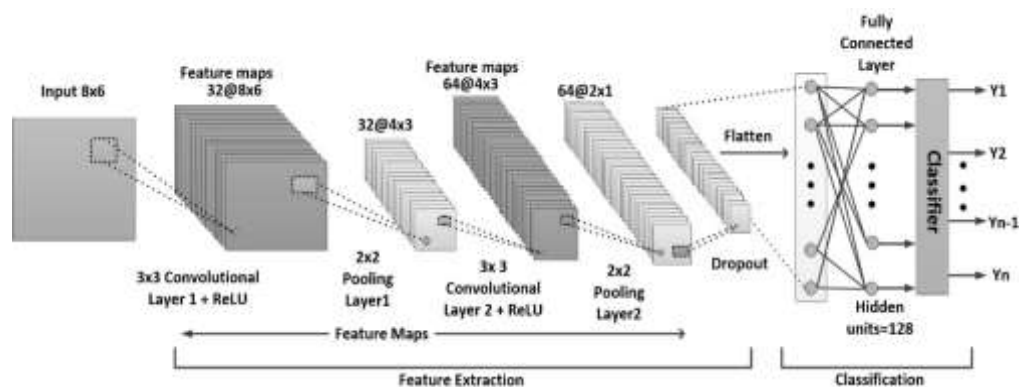 Input 8x6
Feature maps
32@8x6
32@4x3
Feature maps
64@4x3
64@2x1
Flatten
Fully
Connected
Layer
Classifier
Y1
Y2
Yn-1
Yn
3x3 Convolutional
Layer 1 + ReLU
2x2
Pooling
Layer1
3x 3
Convolutional
Layer 2 + ReLU
2x2
Pooling
Layer2
Dropout
Hidden
units=128
Feature Maps
Feature Extraction
Classification